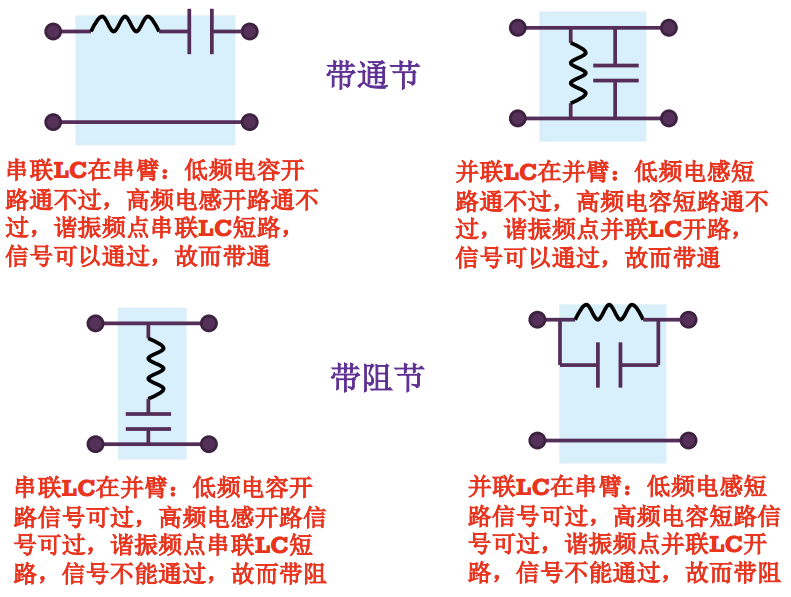 带通节
串联LC在串臂：低频电容开
路通不过，高频电感开路通不
过，谐振频点串联LC短路，
信号可以通过，故而带通
并联LC在并臂：低频电感短
路通不过，高频电容短路通不
过，谐振频点并联LC开路，
信号可以通过，故而带通
带阻节
串联LC在并臂：低频电容开
路信号可过，高频电感开路信
号可过，谐振频点串联LC短
路，信号不能通过，故而带阻
并联LC在串臂：低频电感短
路信号可过，高频电容短路信
号可过，谐振频点并联LC开
路，信号不能通过，故而带阻